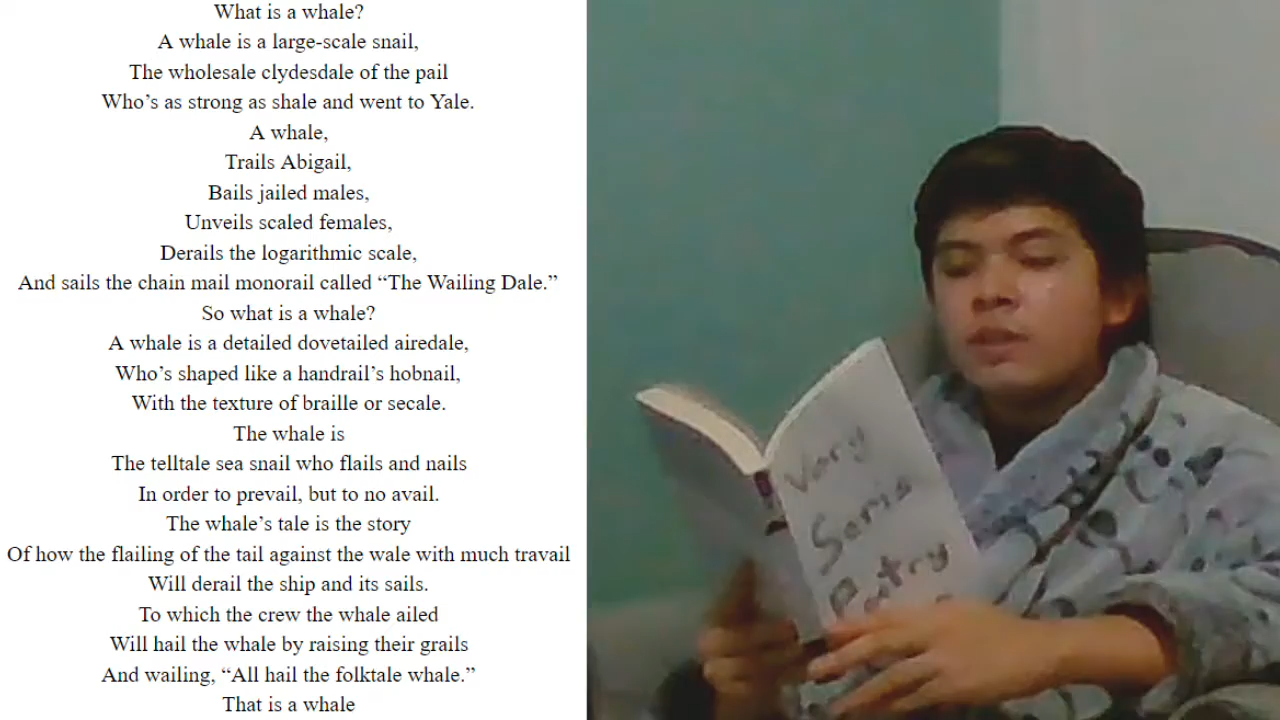 What is a whale?
A whale is a large-scale snail,
The wholesale clydesdale of the pail
Who’s as strong as shale and went to Yale.
A whale,
Trails Abigail,
Bails jailed males,
Unveils scaled females,
Derails the logarithmic scale,
And sails the chain mail monorail called “The Wailing Dale.”
So what is a whale?
A whale is a detailed dovetailed airedale,
Who’s shaped like a handrail’s hobnail,
With the texture of braille or secale.
The whale is
The telltale sea snail who flails and nails
In order to prevail, but to no avail.
The whale’s tale is the story
Of how the flailing of the tail against the wale with much travail
Will derail the ship and its sails.
To which the crew the whale ailed
Will hail the whale by raising their grails
And wailing, “All hail the folktale whale.”
That is a whale
Vary
Poetry